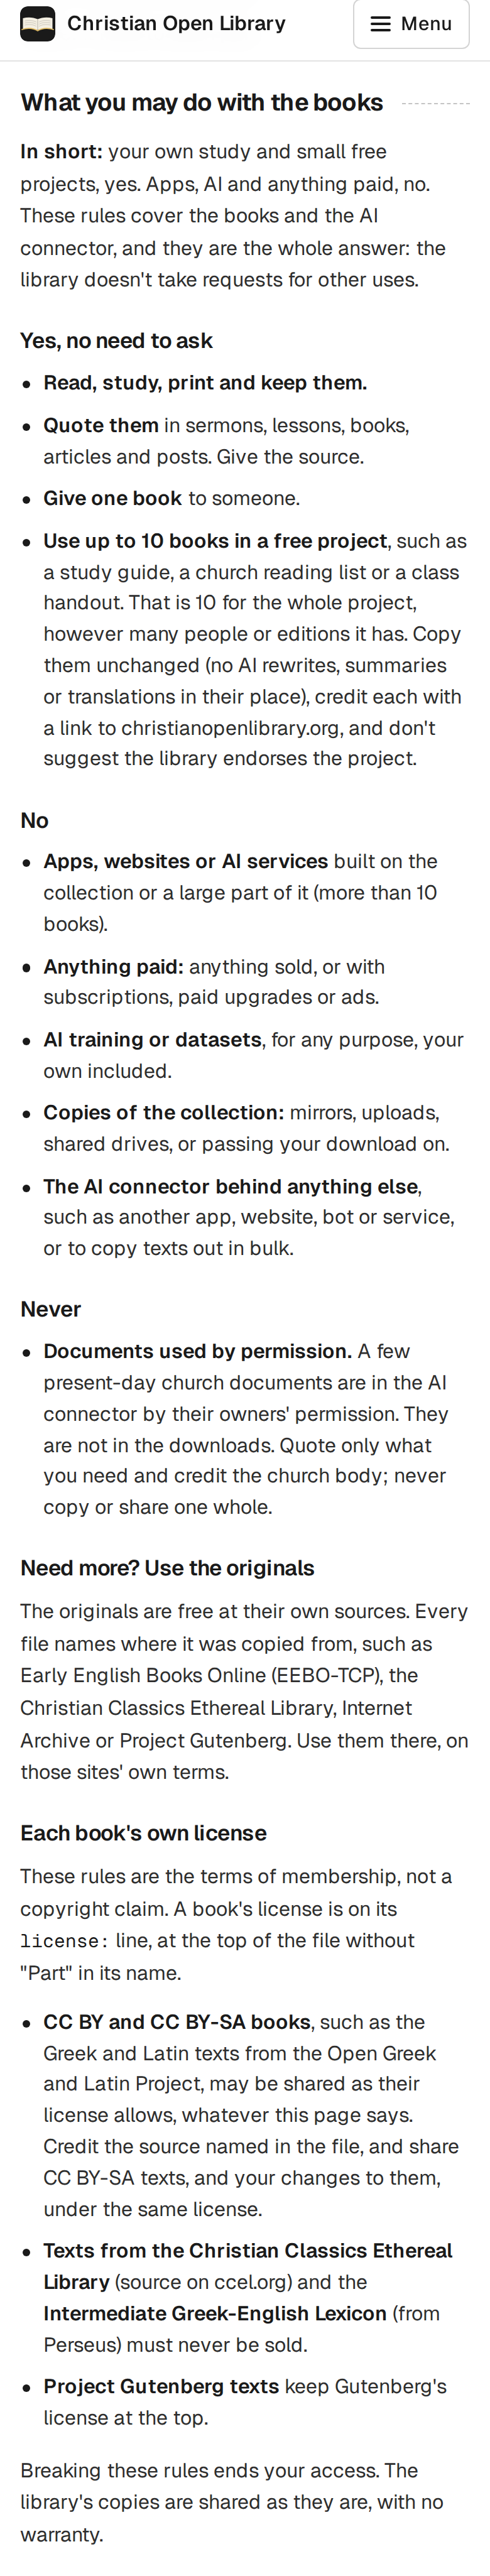 Christian Open Library
Menu
What you may do with the books
In short: your own study and small free
projects, yes. Apps, AI and anything paid, no.
These rules cover the books and the AI
connector, and they are the whole answer: the
library doesn't take requests for other uses.
Yes, no need to ask
• Read, study, print and keep them.
• Quote them in sermons, lessons, books,
articles and posts. Give the source.
• Give one book to someone.
• Use up to 10 books in a free project, such as
a study guide, a church reading list or a class
handout. That is 10 for the whole project,
however many people or editions it has. Copy
them unchanged (no AI rewrites, summaries
or translations in their place), credit each with
a link to christianopenlibrary.org, and don't
suggest the library endorses the project.
No
• Apps, websites or AI services built on the
collection or a large part of it (more than 10
books).
• Anything paid: anything sold, or with
subscriptions, paid upgrades or ads.
• AI training or datasets, for any purpose, your
own included.
• Copies of the collection: mirrors, uploads,
shared drives, or passing your download on.
• The AI connector behind anything else,
such as another app, website, bot or service,
or to copy texts out in bulk.
Never
• Documents used by permission. A few
present-day church documents are in the AI
connector by their owners' permission. They
are not in the downloads. Quote only what
you need and credit the church body; never
copy or share one whole.
Need more? Use the originals
The originals are free at their own sources. Every
file names where it was copied from, such as
Early English Books Online (EEBO-TCP), the
Christian Classics Ethereal Library, Internet
Archive or Project Gutenberg. Use them there, on
those sites' own terms.
Each book's own license
These rules are the terms of membership, not a
copyright claim. A book's license is on its
license: line, at the top of the file without
"Part" in its name.
• CC BY and CC BY-SA books, such as the
Greek and Latin texts from the Open Greek
and Latin Project, may be shared as their
license allows, whatever this page says.
Credit the source named in the file, and share
CC BY-SA texts, and your changes to them,
under the same license.
• Texts from the Christian Classics Ethereal
Library (source on ccel.org) and the
Intermediate Greek-English Lexicon (from
Perseus) must never be sold.
• Project Gutenberg texts keep Gutenberg's
license at the top.
Breaking these rules ends your access. The
library's copies are shared as they are, with no
warranty.